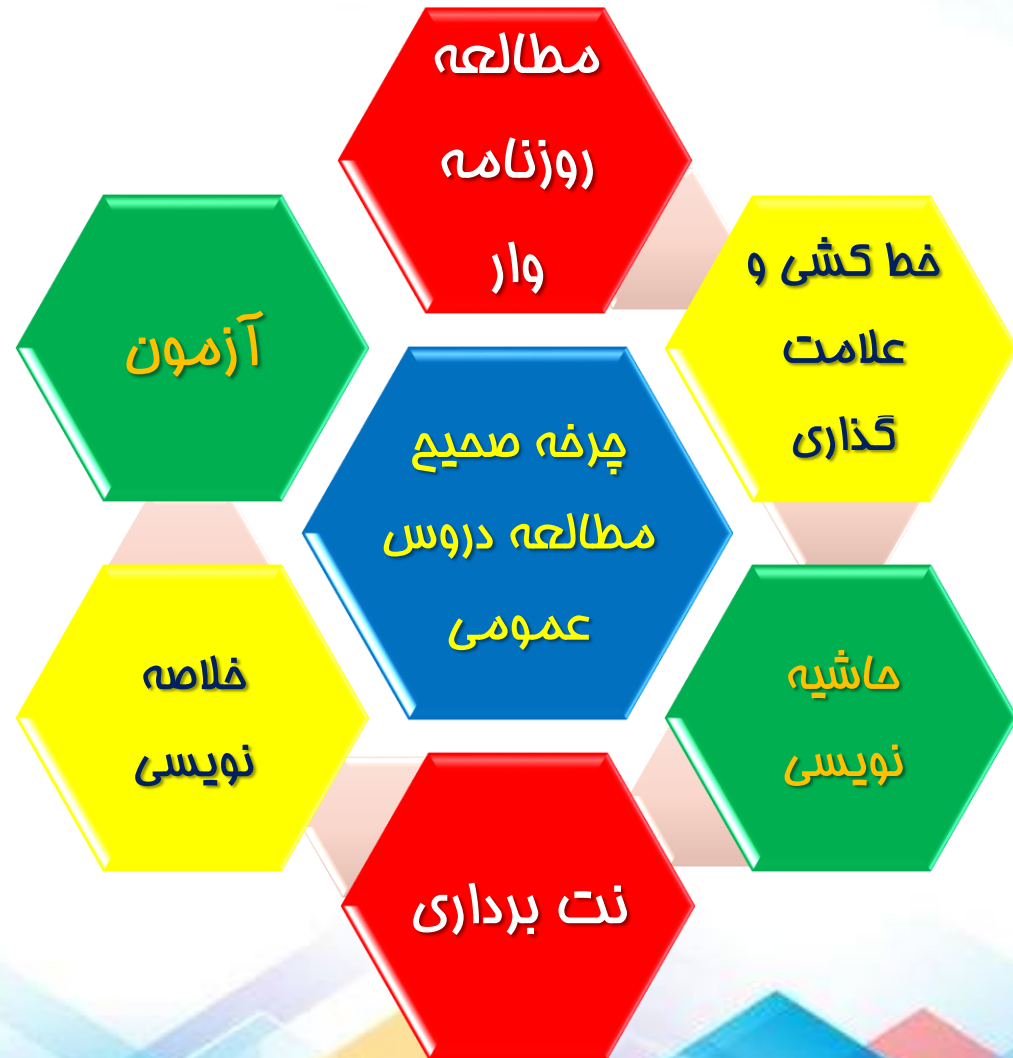 مطالعه
روزنامه
وار
خط کشی و
علامت
گذاری
حاشیه
نویسی
نت برداری
خلاصه
نویسی
آزمون
چرخه صحیح
مطالعه دروس
عمومی